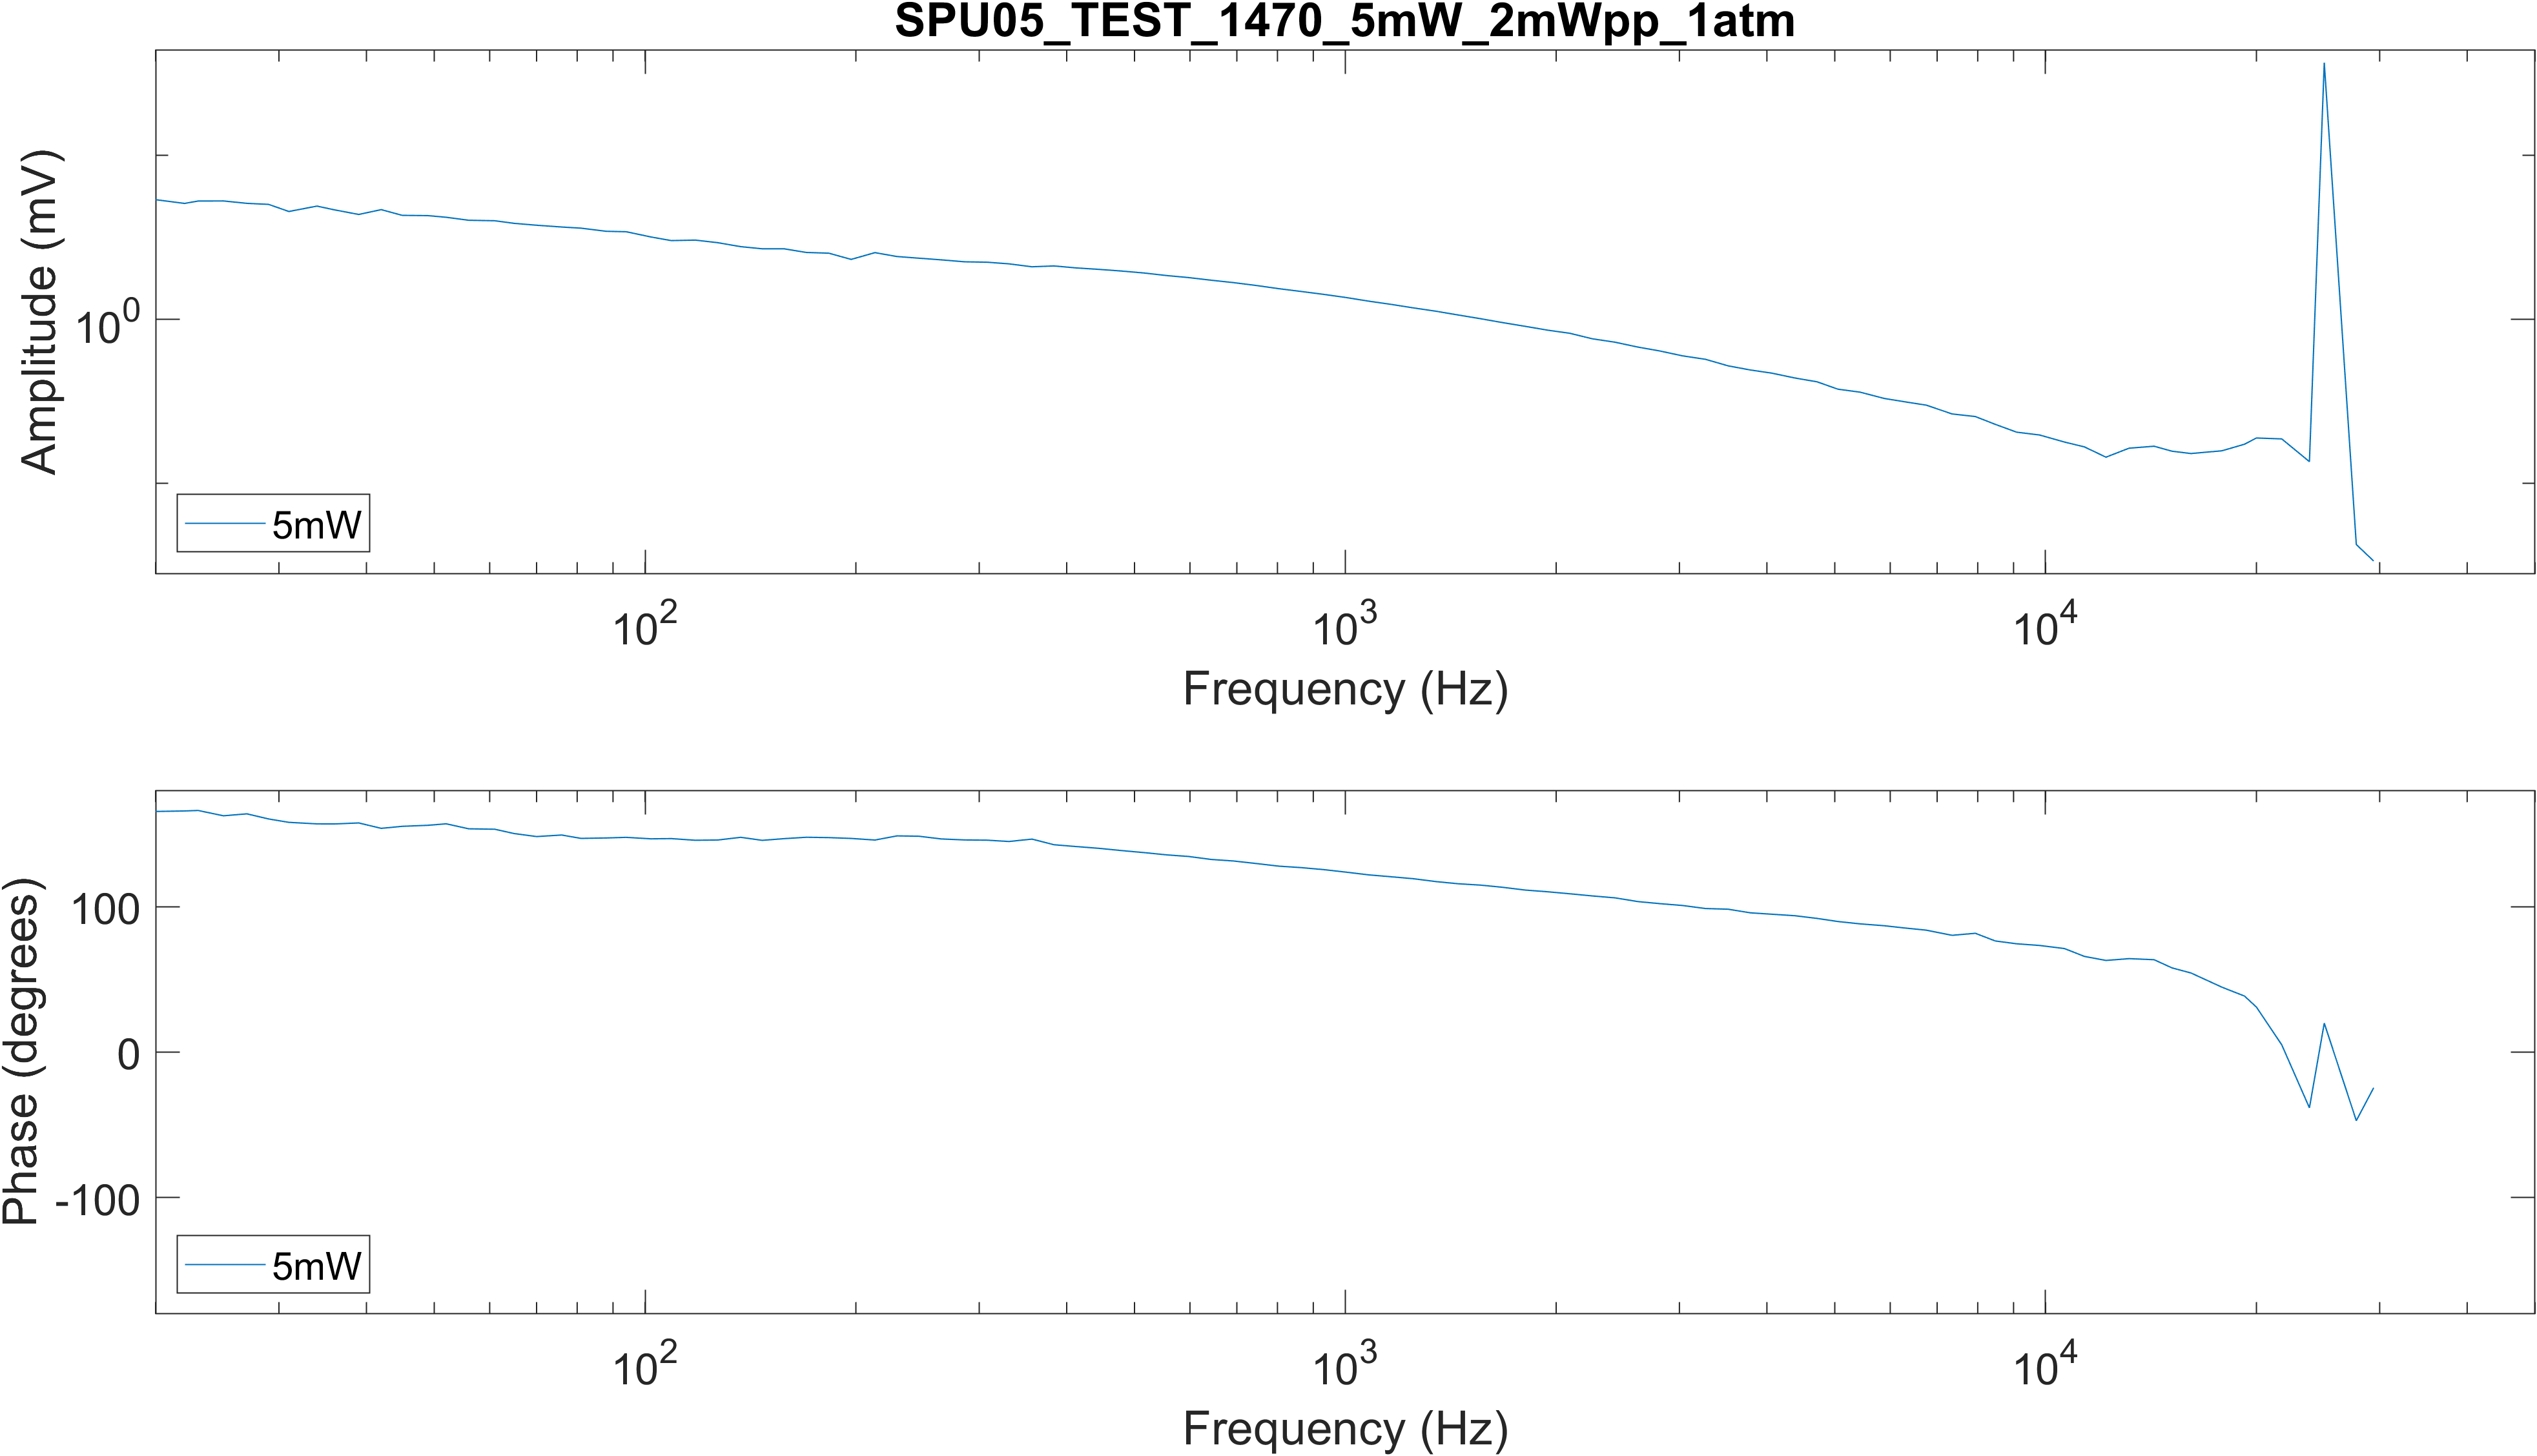 SPU05_TEST_1470_5mW_2mWpp_1atm
Amplitude (mV)
10^0
5mW
10^2 10^3 10^4
Frequency (Hz)
Phase (degrees)
100
0
-100
5mW
10^2 10^3 10^4
Frequency (Hz)